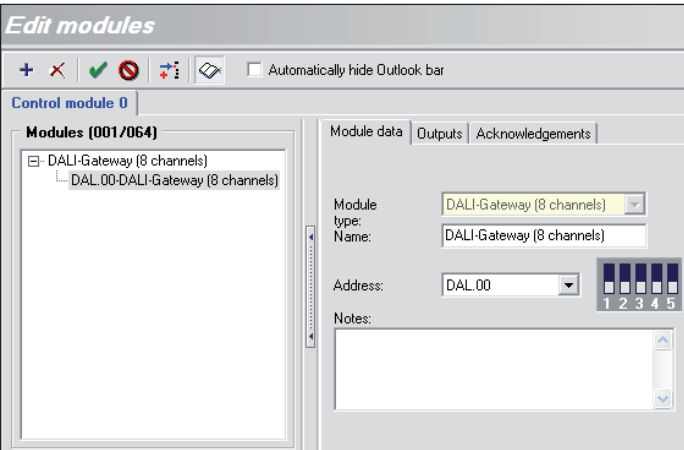 Edit modules
Automatically hide Outlook bar
Control module 0
Modules (001/064)
DALI-Gateway (8 channels)
DAL.00-DALI-Gateway (8 channels)
Module data Outputs Acknowledgements
Module type: DALI-Gateway (8 channels)
Name: DALI-Gateway (8 channels)
Address: DAL.00
1 2 3 4 5
Notes: